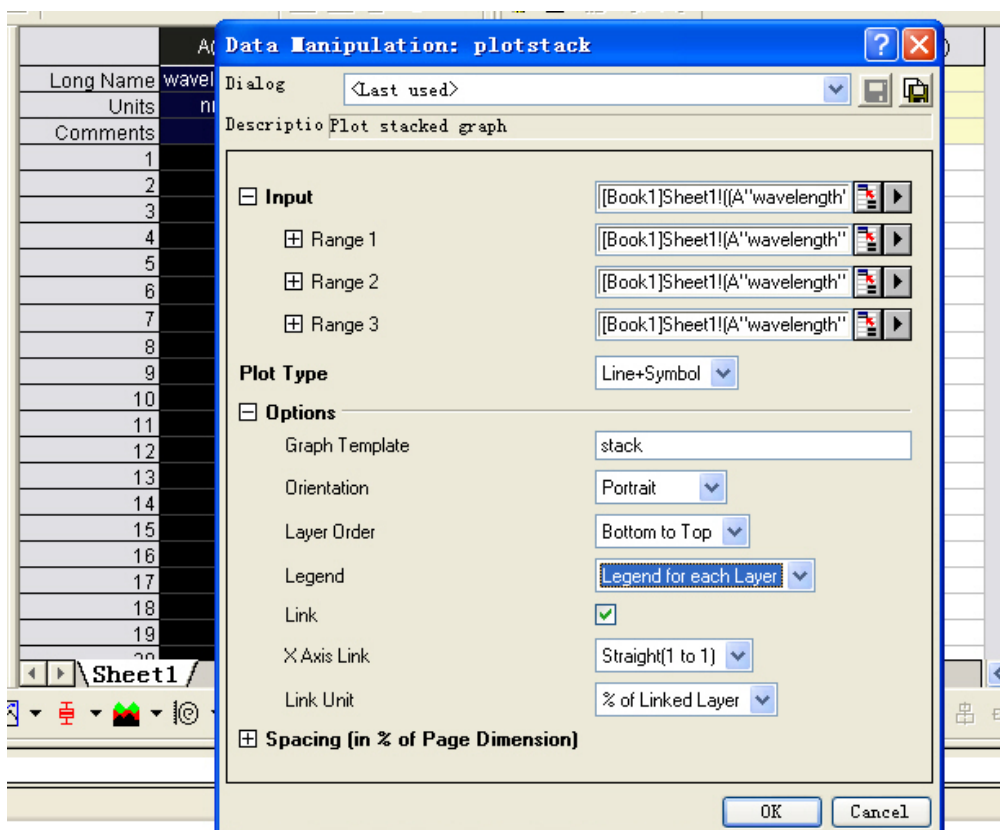 A(
Data Manipulation: plotstack
Long Name
wavel
Units
Comments
Dialog
<Last used>
Descriptio
Plot stacked graph
1
2
3
4
5
6
7
8
9
10
11
12
13
14
15
16
17
18
19
Input
[Book1]Sheet1!((A"wavelength'
Range 1
[Book1]Sheet1!(A"wavelength"
Range 2
[Book1]Sheet1!(A"wavelength"
Range 3
[Book1]Sheet1!(A"wavelength"
Plot Type
Line+Symbol
Options
Graph Template
stack
Orientation
Portrait
Layer Order
Bottom to Top
Legend
Legend for each Layer
Link
X Axis Link
Straight(1 to 1)
Link Unit
% of Linked Layer
Spacing (in % of Page Dimension)
Sheet1
OK
Cancel